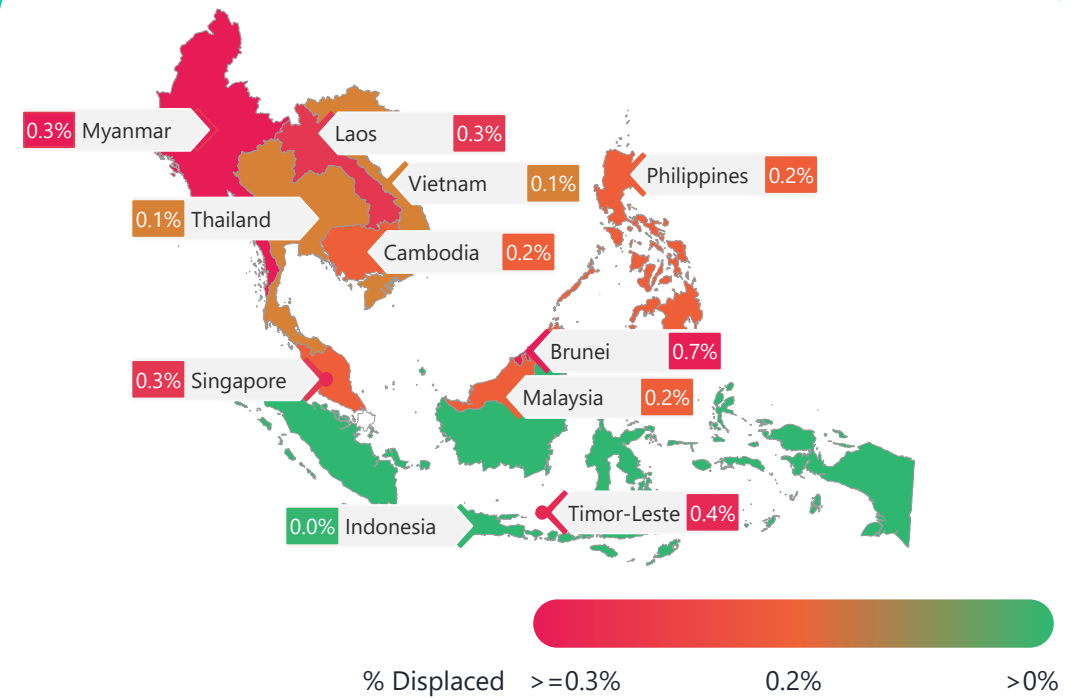 0.3% Myanmar
Laos 0.3%
Vietnam 0.1%
Philippines 0.2%
0.1% Thailand
Cambodia 0.2%
Brunei 0.7%
0.3% Singapore
Malaysia 0.2%
Timor-Leste 0.4%
0.0% Indonesia
% Displaced >=0.3% 0.2% >0%